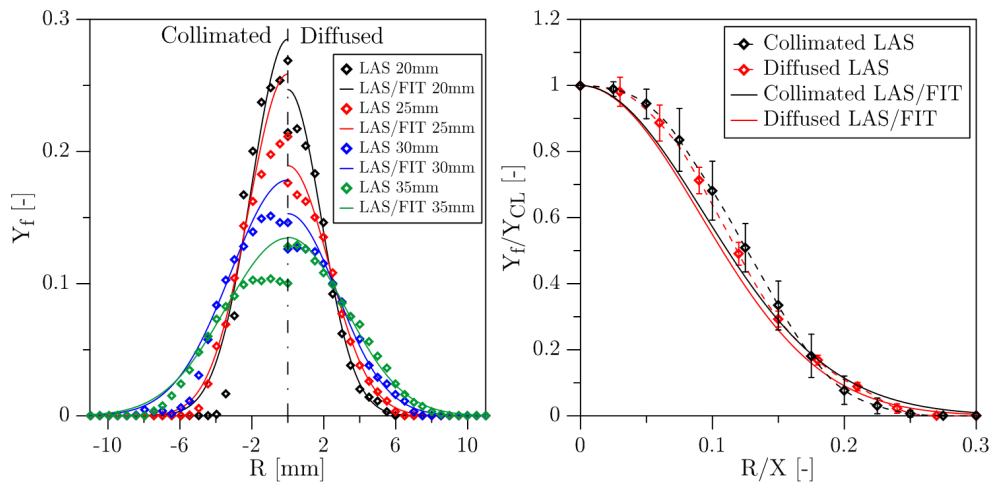 0.3
0.2
0.1
0
Y_f [-]
Collimated
Diffused
LAS 20mm
LAS/FIT 20mm
LAS 25mm
LAS/FIT 25mm
LAS 30mm
LAS/FIT 30mm
LAS 35mm
LAS/FIT 35mm
-10 -6 -2 2 6 10
R [mm]
1.2
1
0.8
0.6
0.4
0.2
0
Y_f/Y_CL [-]
Collimated LAS
Diffused LAS
Collimated LAS/FIT
Diffused LAS/FIT
0 0.1 0.2 0.3
R/X [-]